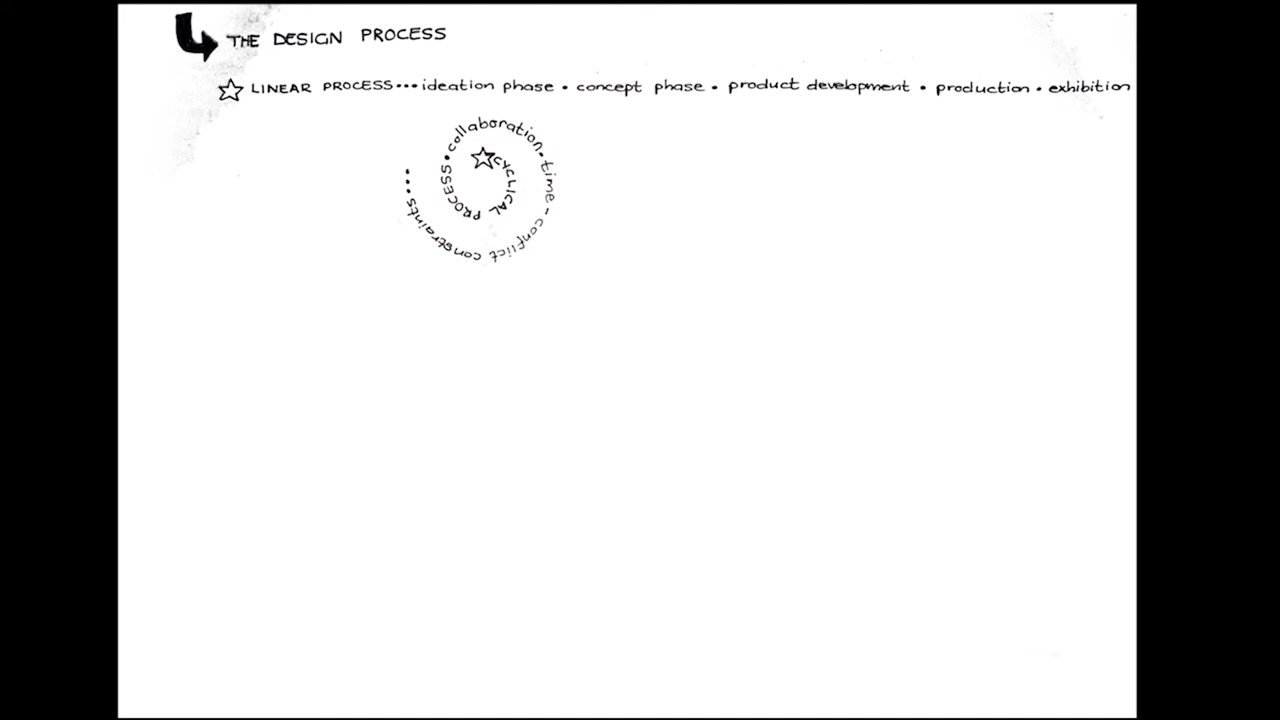 THE DESIGN PROCESS
LINEAR PROCESS...ideation phase • concept phase • product development • production • exhibition
CYCLICAL PROCESS • collaboration • time - conflict constraints...